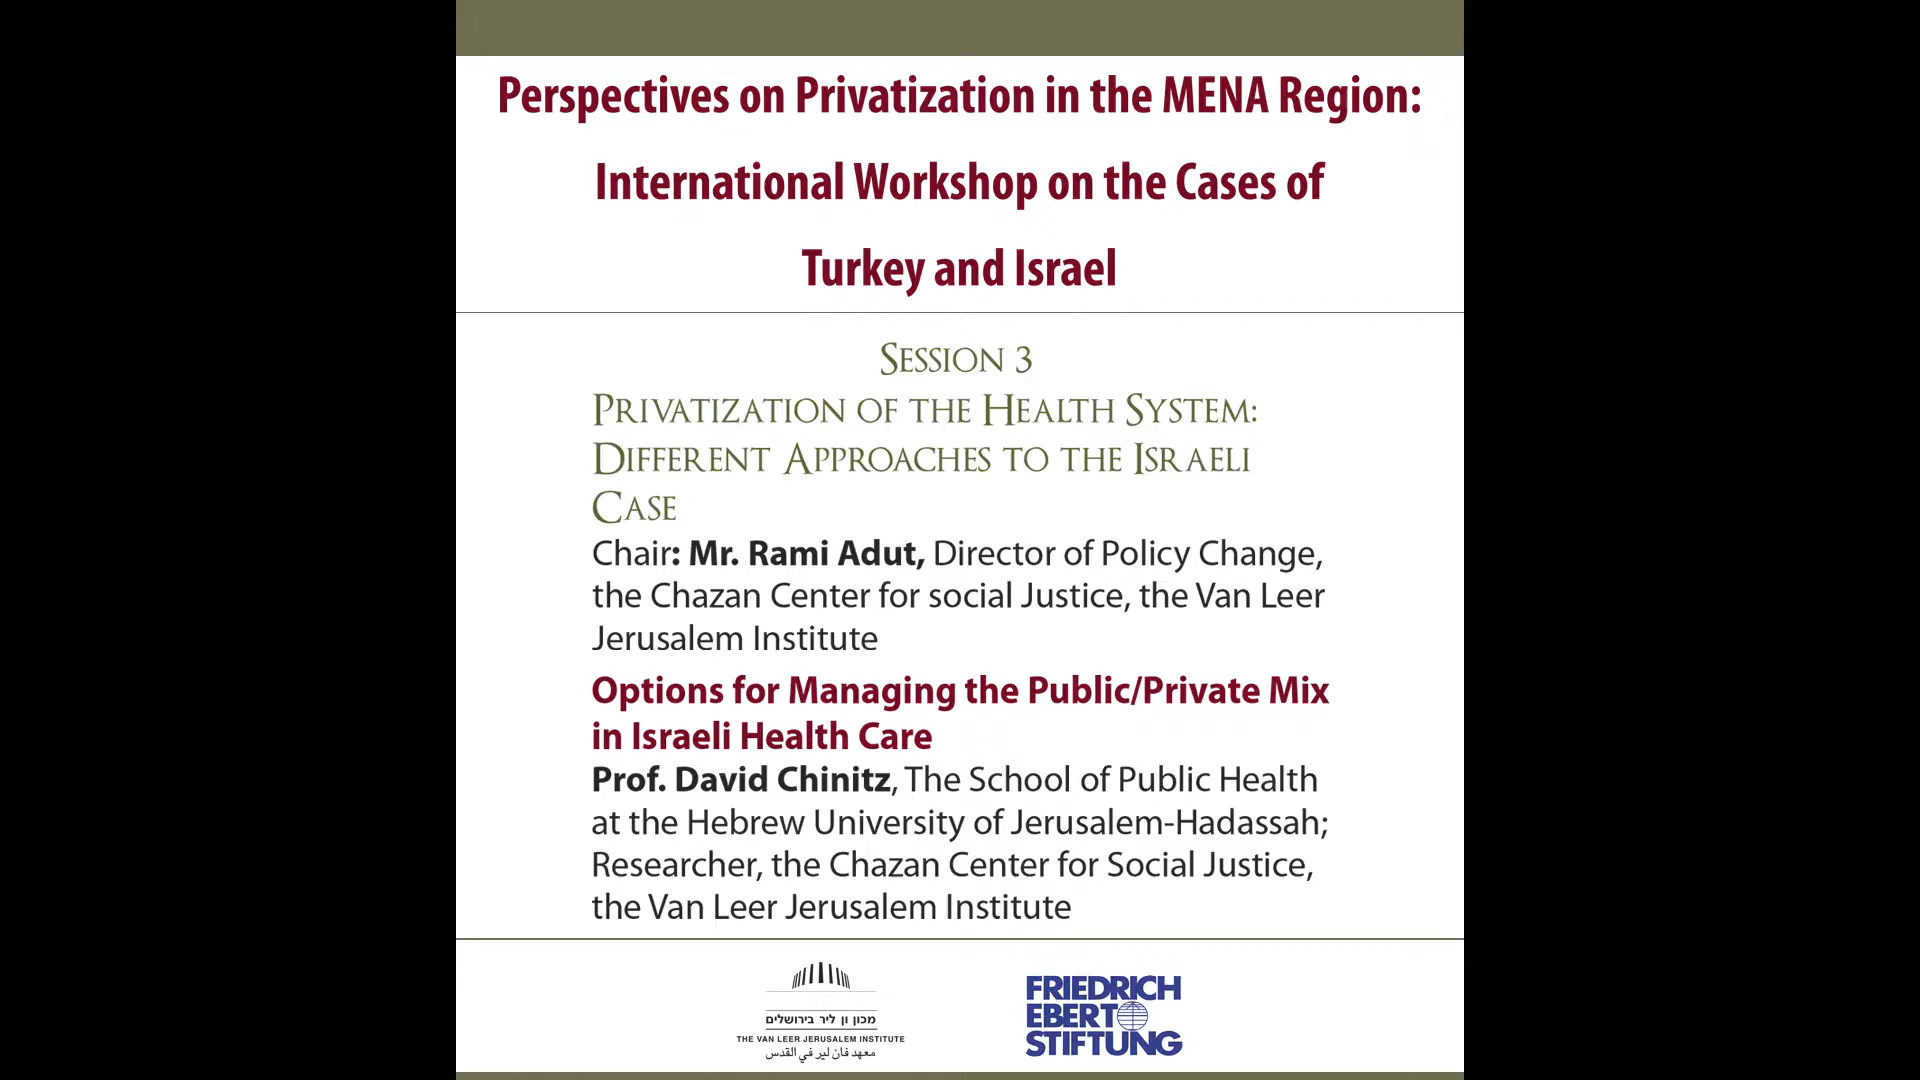 Perspectives on Privatization in the MENA Region:
International Workshop on the Cases of
Turkey and Israel
Session 3
Privatization of the Health System:
Different Approaches to the Israeli
Case
Chair: Mr. Rami Adut, Director of Policy Change,
the Chazan Center for social Justice, the Van Leer
Jerusalem Institute
Options for Managing the Public/Private Mix
in Israeli Health Care
Prof. David Chinitz, The School of Public Health
at the Hebrew University of Jerusalem-Hadassah;
Researcher, the Chazan Center for Social Justice,
the Van Leer Jerusalem Institute
מכון ון ליר בירושלים
THE VAN LEER JERUSALEM INSTITUTE
معهد فان لير في القدس
FRIEDRICH
EBERT
STIFTUNG